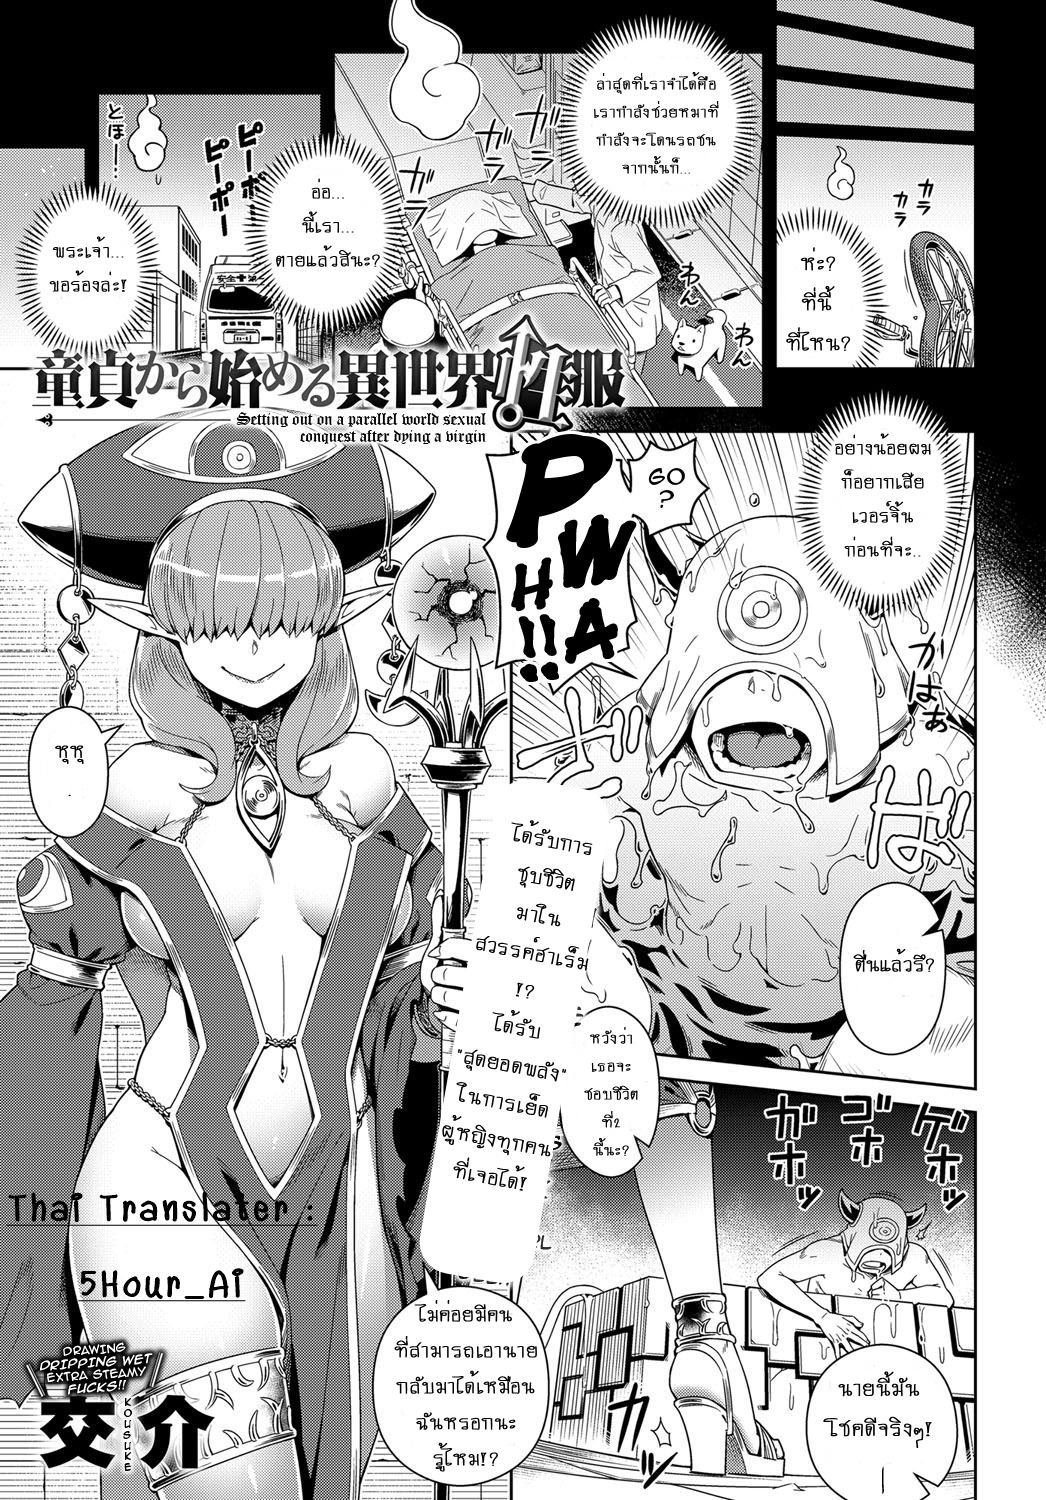 ห่ะ?
ที่นี่
ที่ไหน?
カラ
カラ
ล่าสุดที่เราจำได้คือ
เรากำลังช่วยหมาที่
กำลังจะโดนรถชน
จากนั้นก็...
ガラ
ガラ
わん
わん
อ่อ...
นี้เรา...
ตายแล้วสินะ?
ピーポー
ピーポー
とほー…
พระเจ้า...
ขอร้องล่ะ!
安全+第一
童貞から始める異世界性服
Setting out on a parallel world sexual
conquest after dying a virgin
อย่างน้อยผม
ก็อยากเสีย
เวอร์จิ้น
ก่อนที่จะ..
GO
?
PWHA!!
がはぁ
ตื่นแล้วรึ?
หุหุ
.
ได้รับการ
ชุบชีวิต
มาใน
สวรรค์ฮาเร็ม
!?
ได้รับ
"สุดยอดพลัง"
ในการเย็ด
ผู้หญิงทุกคน
ที่เจอได้!
หวังว่า
เธอจะ
ชอบชีวิต
ที่2
นี้นะ?
ゲホッ
ゴホ
ガホッ
นายนี้มัน
โชคดีจริงๆ!
ไม่ค่อยมีคน
ที่สามารถเอานาย
กลับมาได้เหมือน
ฉันหรอกนะ
รู้ไหม!?
Thai Translater :
5Hour_Ai
DRAWING
DRIPPING WET
EXTRA STEAMY
FUCKS!!
交介
KOUSUKE